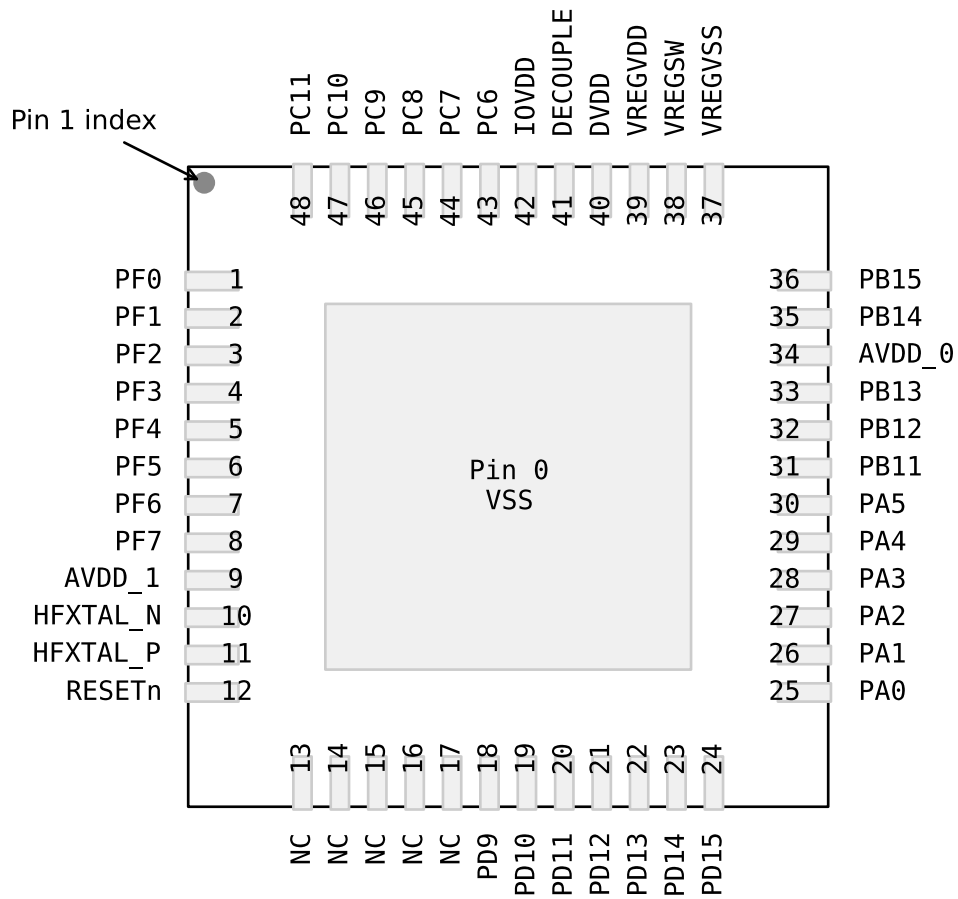 PC11 PC10 PC9 PC8 PC7 PC6 IOVDD DECOUPLE DVDD VREGVDD VREGSW VREGVSS
Pin 1 index
48 47 46 45 44 43 42 41 40 39 38 37
PF0 1 36 PB15
PF1 2 35 PB14
PF2 3 34 AVDD_0
PF3 4 33 PB13
PF4 5 32 PB12
PF5 6 31 PB11
Pin 0
VSS
PF6 7 30 PA5
PF7 8 29 PA4
AVDD_1 9 28 PA3
HFXTAL_N 10 27 PA2
HFXTAL_P 11 26 PA1
RESETn 12 25 PA0
13 14 15 16 17 18 19 20 21 22 23 24
NC NC NC NC NC PD9 PD10 PD11 PD12 PD13 PD14 PD15